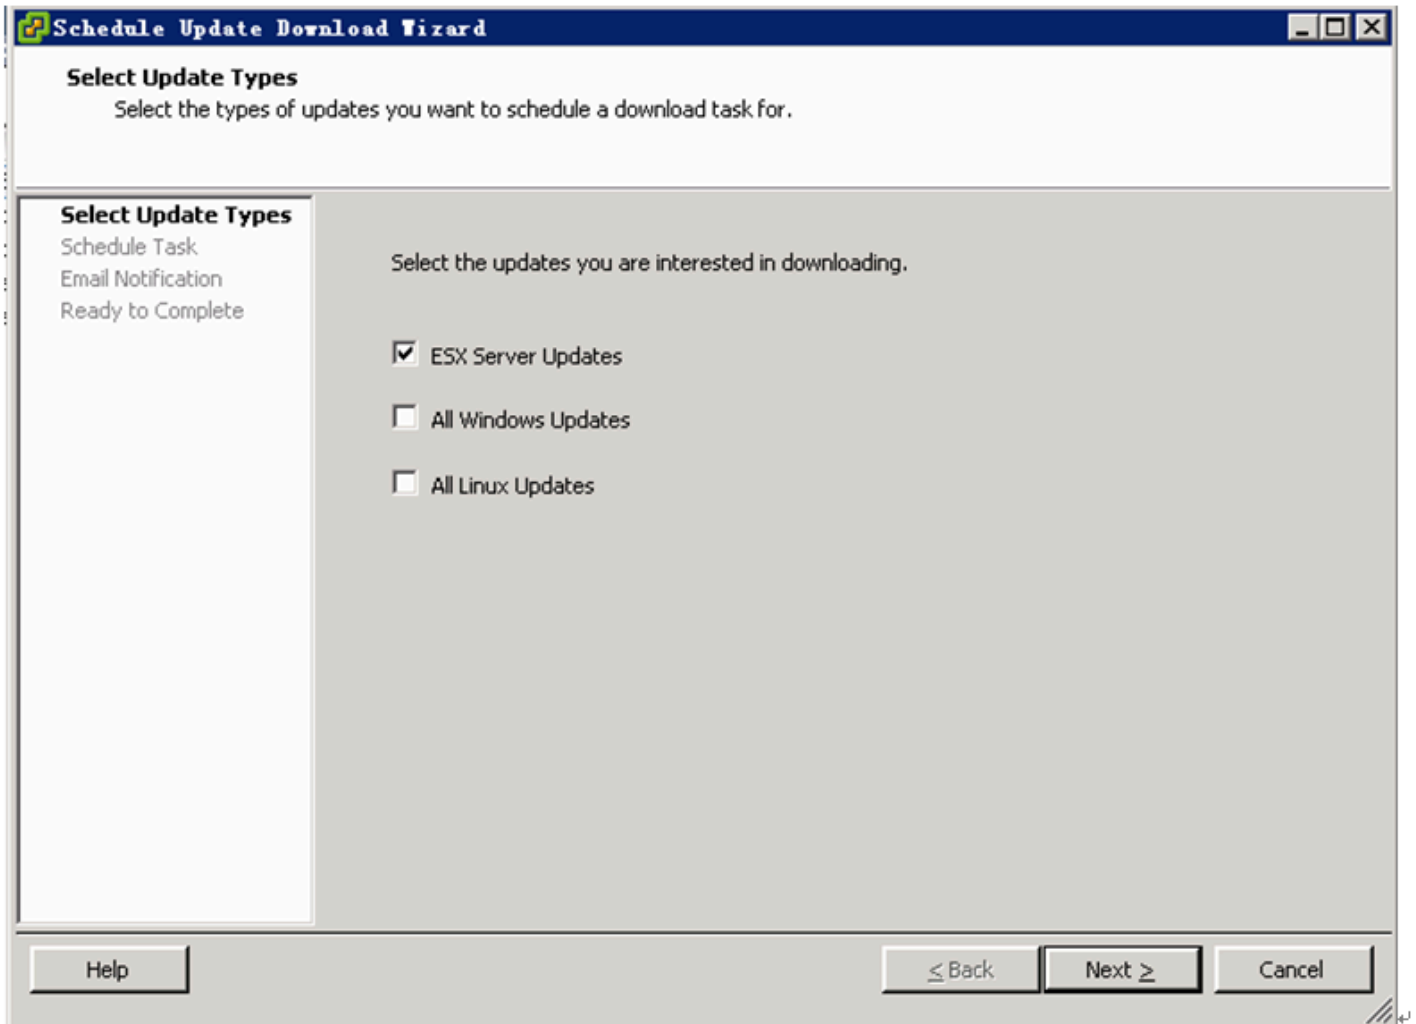 Schedule Update Download Wizard
Select Update Types
Select the types of updates you want to schedule a download task for.
Select Update Types
Schedule Task
Email Notification
Ready to Complete
Select the updates you are interested in downloading.
ESX Server Updates
All Windows Updates
All Linux Updates
Help
< Back
Next >
Cancel